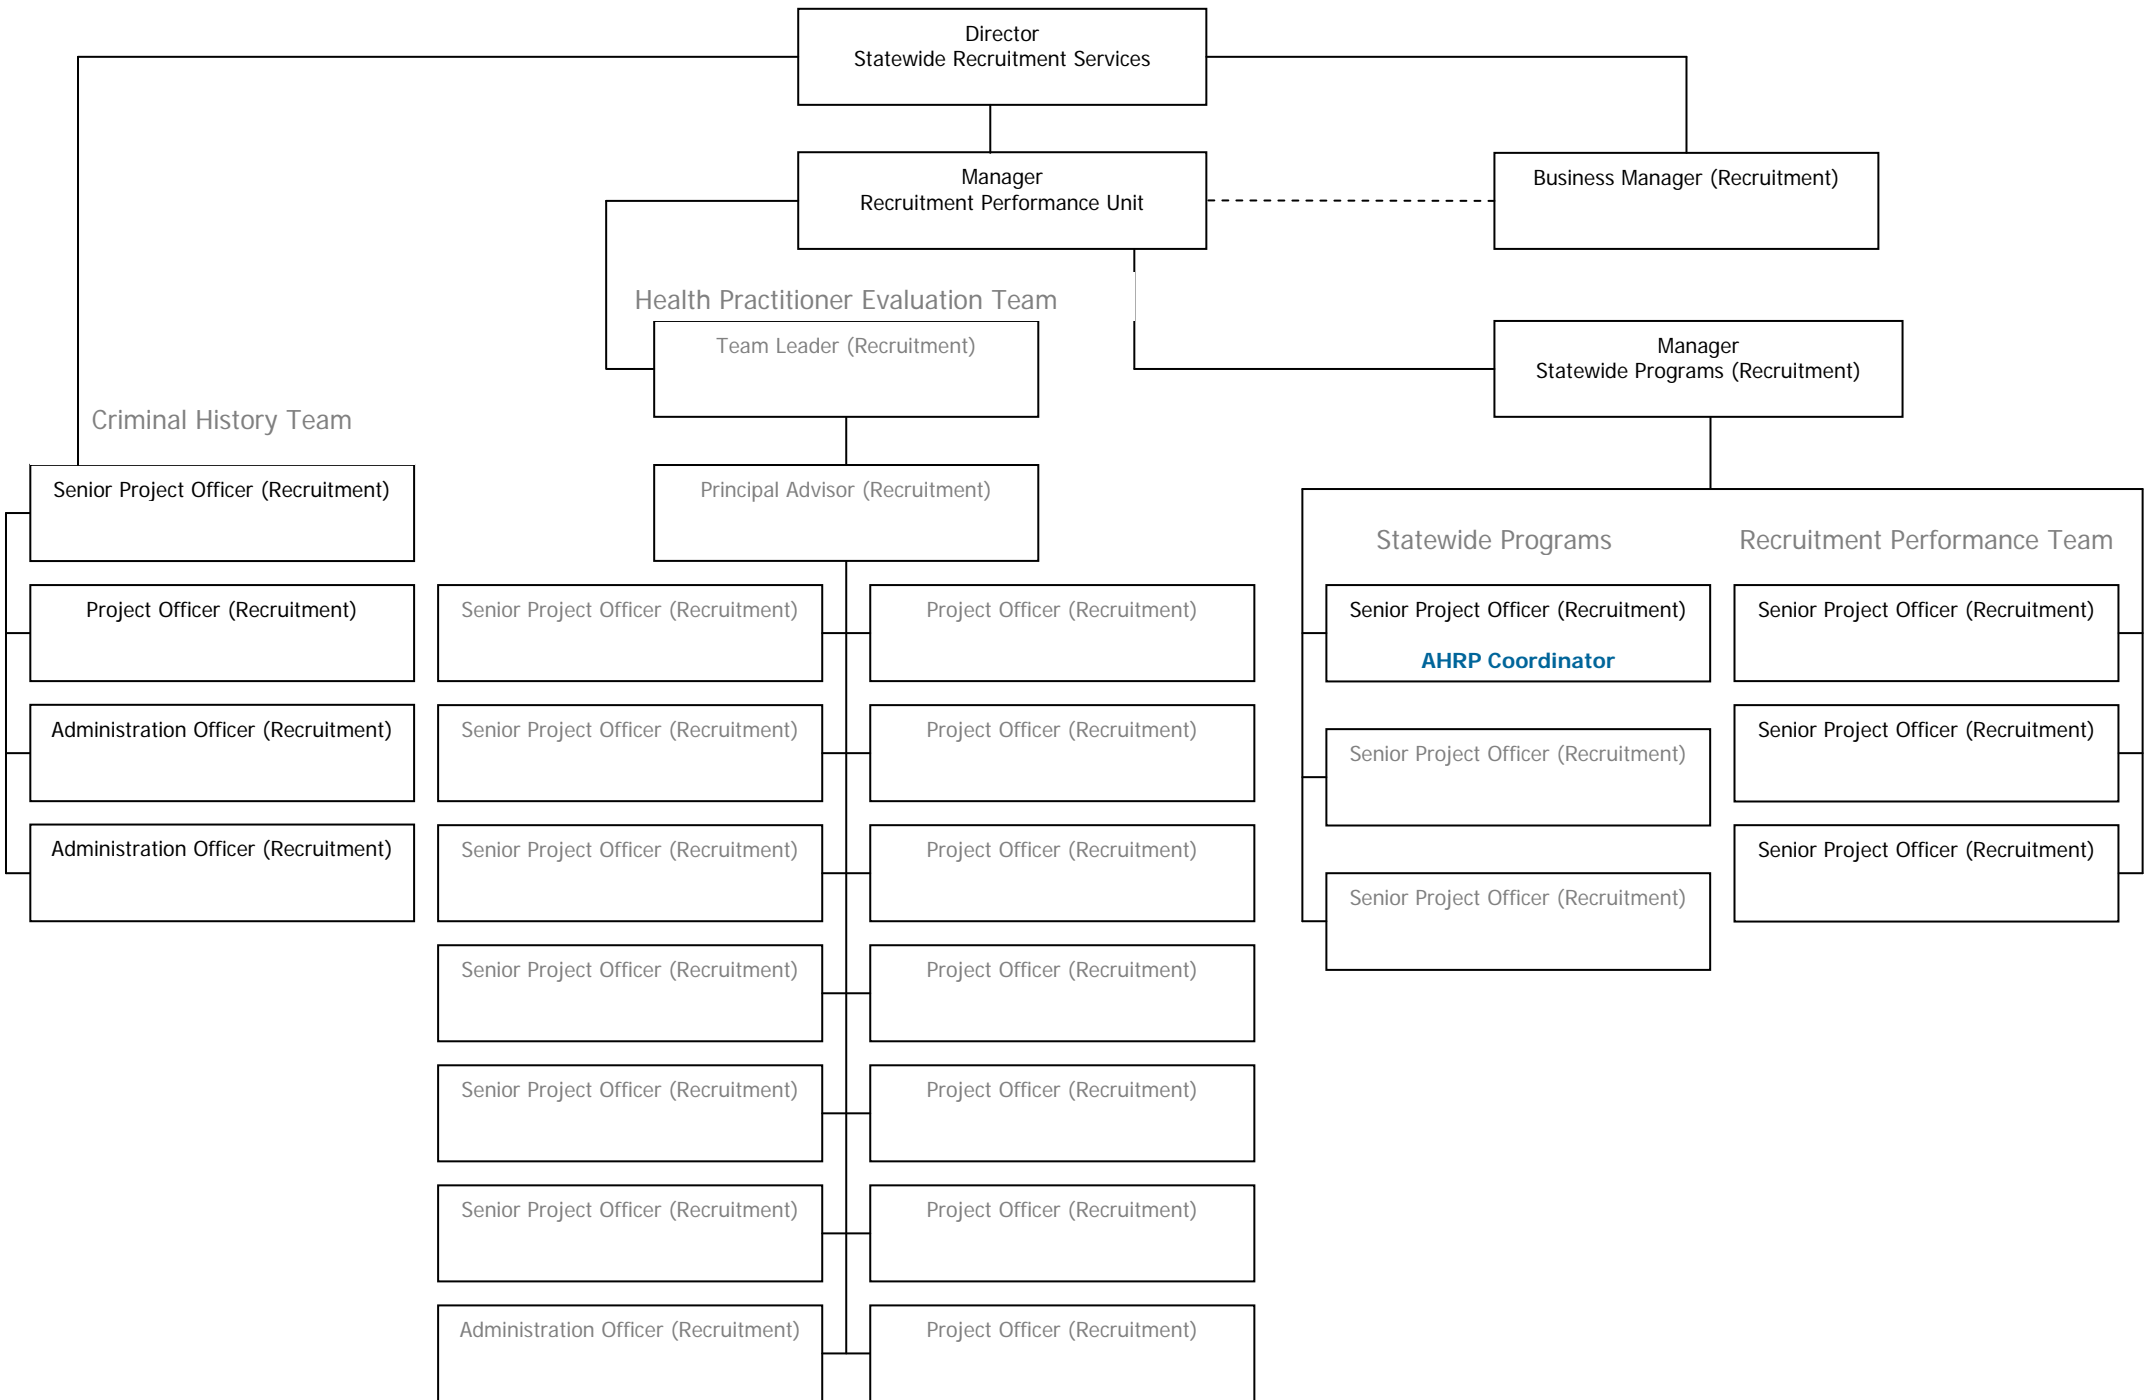 Director
Statewide Recruitment Services
Manager
Recruitment Performance Unit
Business Manager (Recruitment)
Health Practitioner Evaluation Team
Team Leader (Recruitment)
Manager
Statewide Programs (Recruitment)
Criminal History Team
Senior Project Officer (Recruitment)
Project Officer (Recruitment)
Administration Officer (Recruitment)
Administration Officer (Recruitment)
Principal Advisor (Recruitment)
Senior Project Officer (Recruitment)
Project Officer (Recruitment)
Senior Project Officer (Recruitment)
Project Officer (Recruitment)
Senior Project Officer (Recruitment)
Project Officer (Recruitment)
Senior Project Officer (Recruitment)
Project Officer (Recruitment)
Senior Project Officer (Recruitment)
Project Officer (Recruitment)
Senior Project Officer (Recruitment)
Project Officer (Recruitment)
Administration Officer (Recruitment)
Project Officer (Recruitment)
Statewide Programs
Senior Project Officer (Recruitment)
AHRP Coordinator
Senior Project Officer (Recruitment)
Senior Project Officer (Recruitment)
Recruitment Performance Team
Senior Project Officer (Recruitment)
Senior Project Officer (Recruitment)
Senior Project Officer (Recruitment)